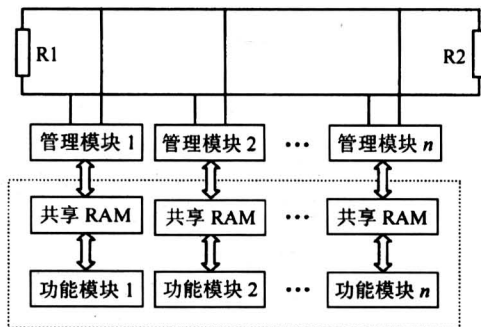 R1
R2
管理模块 1 管理模块 2 ··· 管理模块 n
共享 RAM 共享 RAM ··· 共享 RAM
功能模块 1 功能模块 2 ··· 功能模块 n